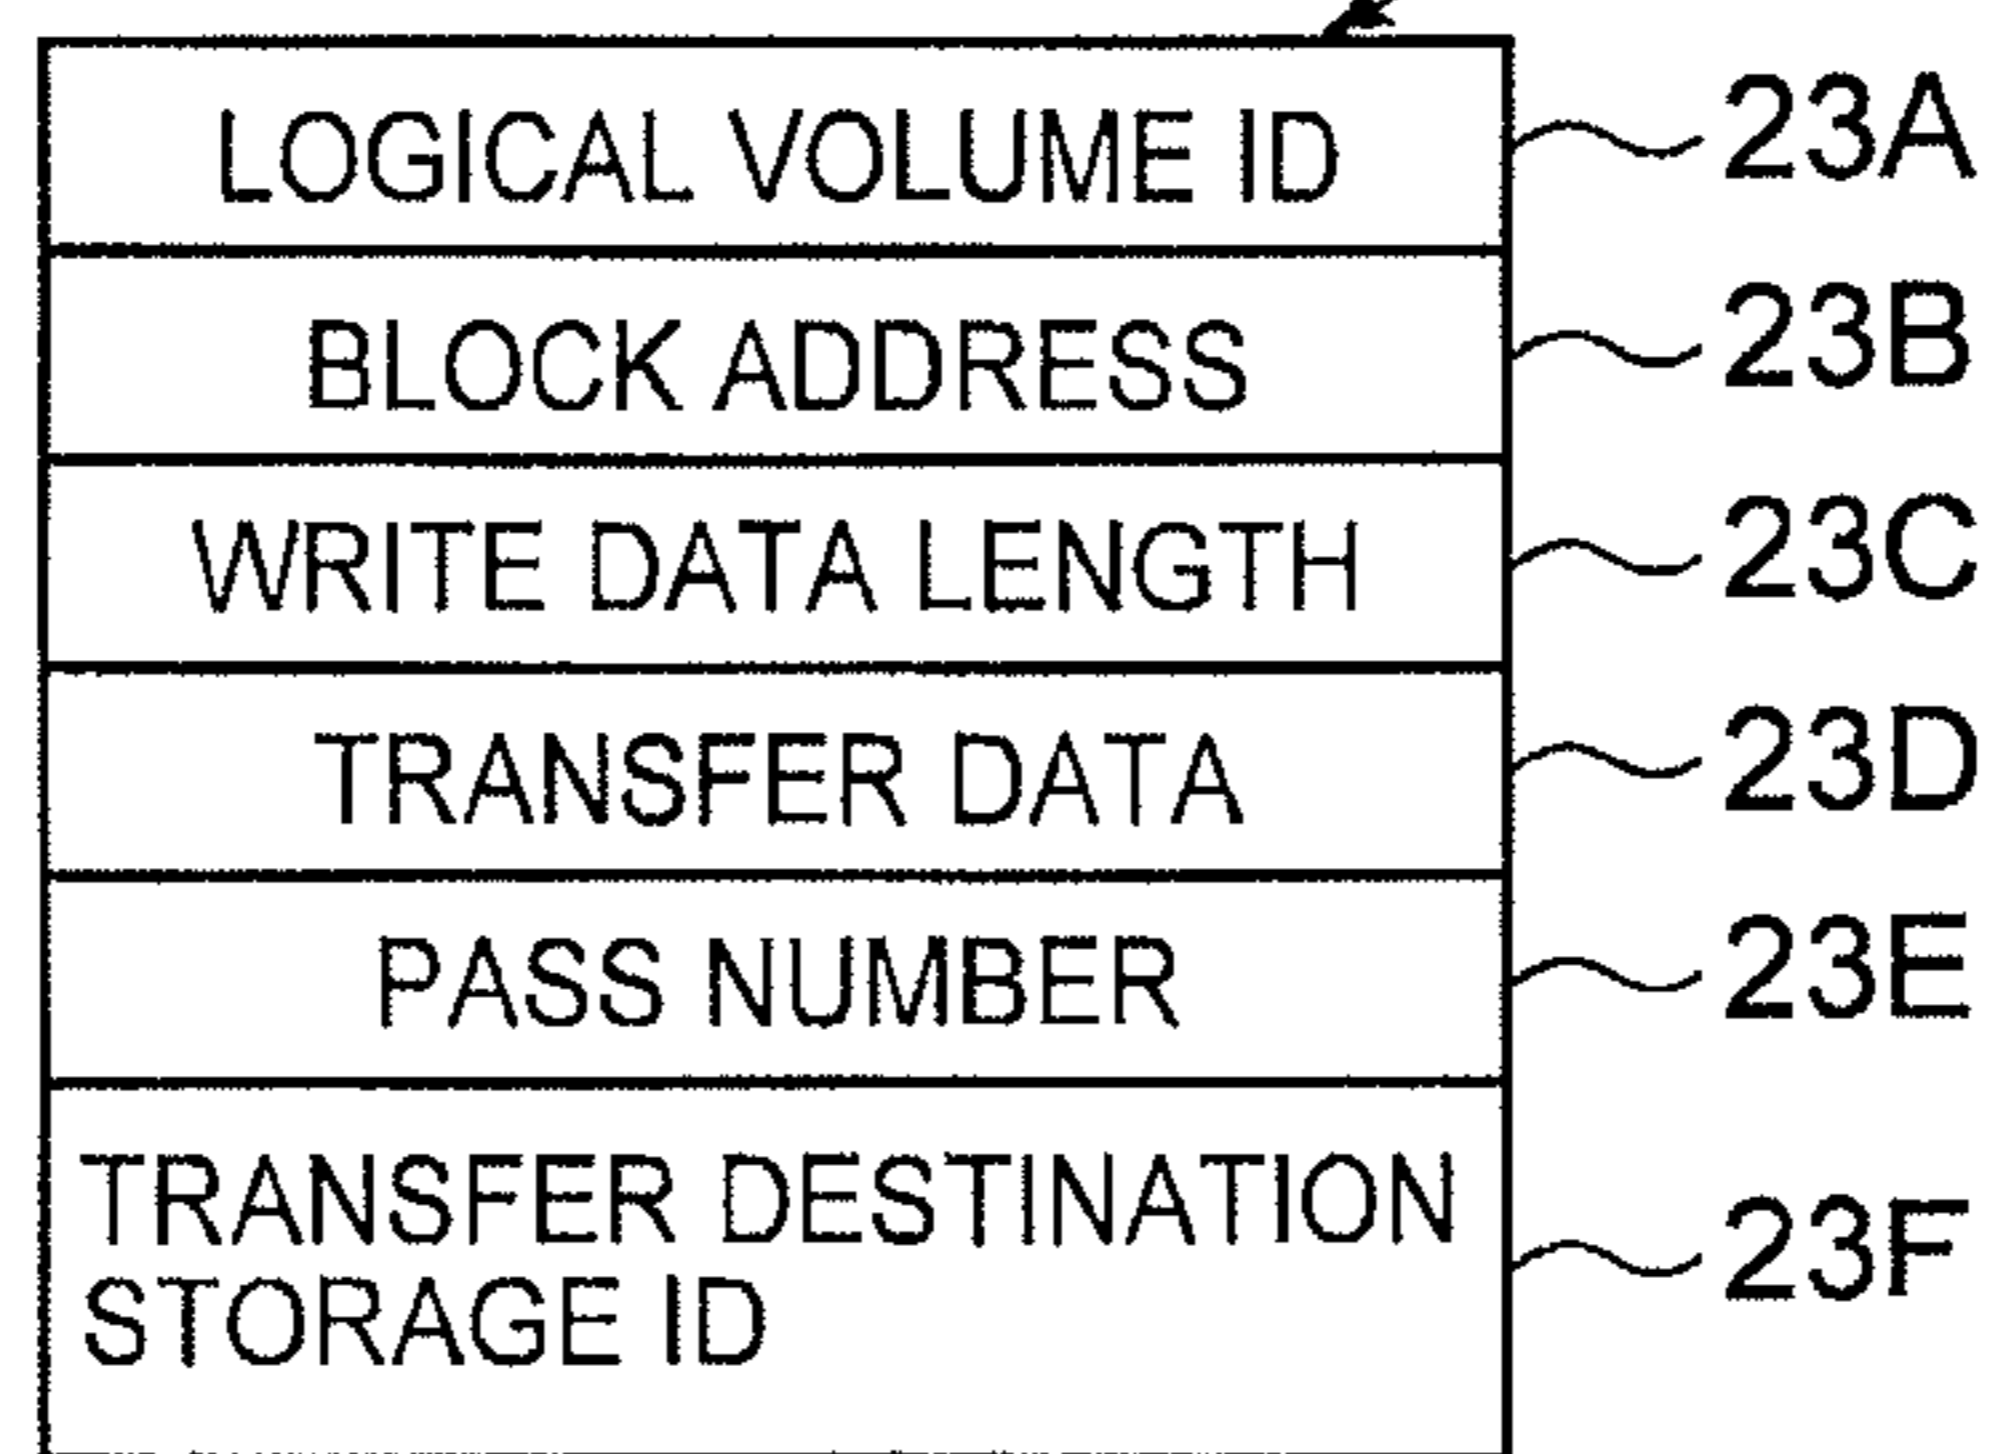 LOGICAL VOLUME ID 23A
BLOCK ADDRESS 23B
WRITE DATA LENGTH 23C
TRANSFER DATA 23D
PASS NUMBER 23E
TRANSFER DESTINATION
STORAGE ID 23F